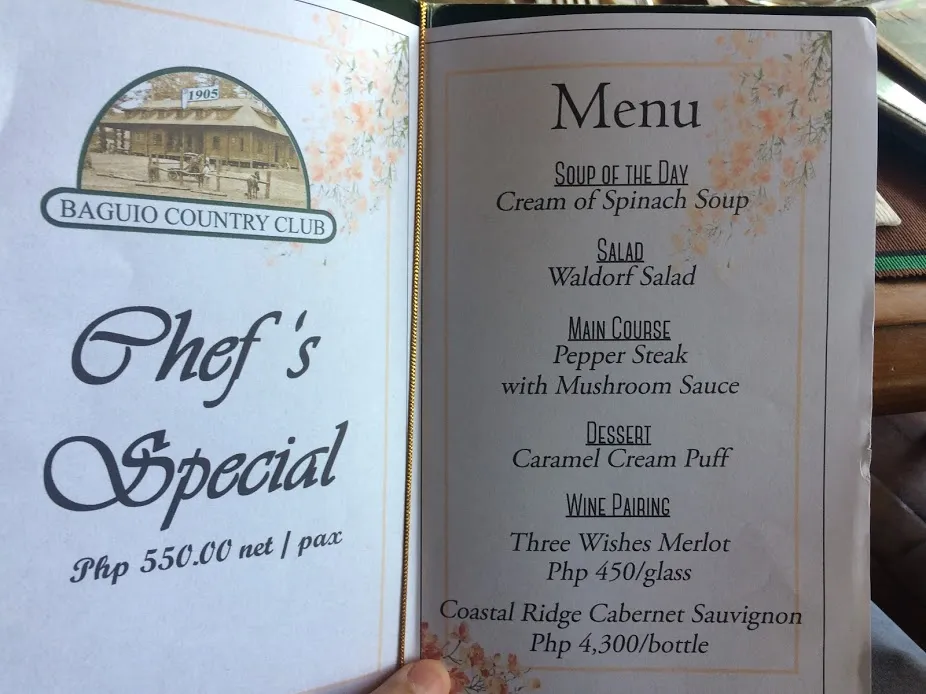 1905
BAGUIO COUNTRY CLUB
Chef's
Special
Php 550.00 net / pax
Menu
SOUP OF THE DAY
Cream of Spinach Soup
SALAD
Waldorf Salad
MAIN COURSE
Pepper Steak
with Mushroom Sauce
DESSERT
Caramel Cream Puff
WINE PAIRING
Three Wishes Merlot
Php 450/glass
Coastal Ridge Cabernet Sauvignon
Php 4,300/bottle